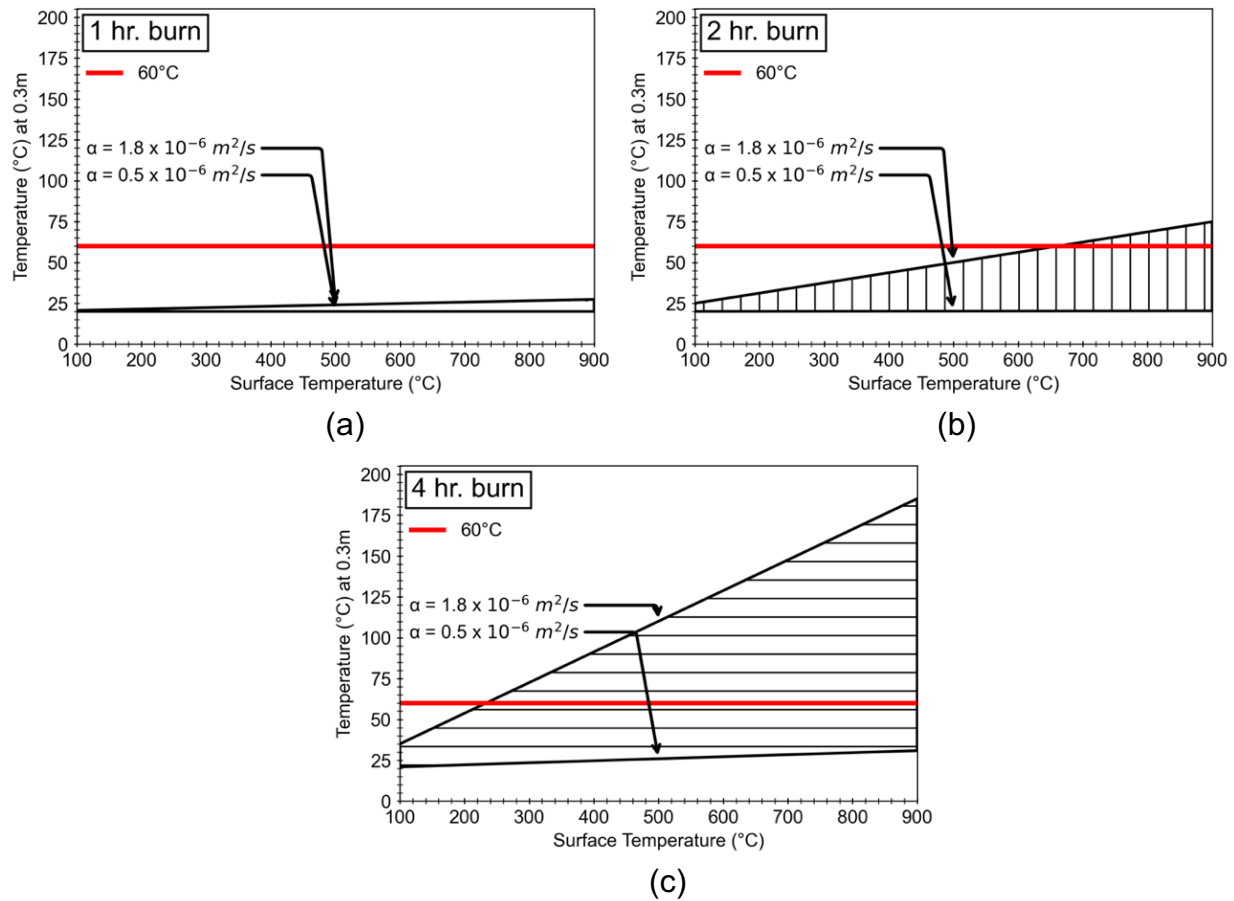 1 hr. burn
60°C
α = 1.8 x 10⁻⁶ m²/s
α = 0.5 x 10⁻⁶ m²/s
Temperature (°C) at 0.3m
200
175
150
125
100
75
50
25
0
100 200 300 400 500 600 700 800 900
Surface Temperature (°C)
(a)
2 hr. burn
60°C
α = 1.8 x 10⁻⁶ m²/s
α = 0.5 x 10⁻⁶ m²/s
Temperature (°C) at 0.3m
200
175
150
125
100
75
50
25
0
100 200 300 400 500 600 700 800 900
Surface Temperature (°C)
(b)
4 hr. burn
60°C
α = 1.8 x 10⁻⁶ m²/s
α = 0.5 x 10⁻⁶ m²/s
Temperature (°C) at 0.3m
200
175
150
125
100
75
50
25
0
100 200 300 400 500 600 700 800 900
Surface Temperature (°C)
(c)